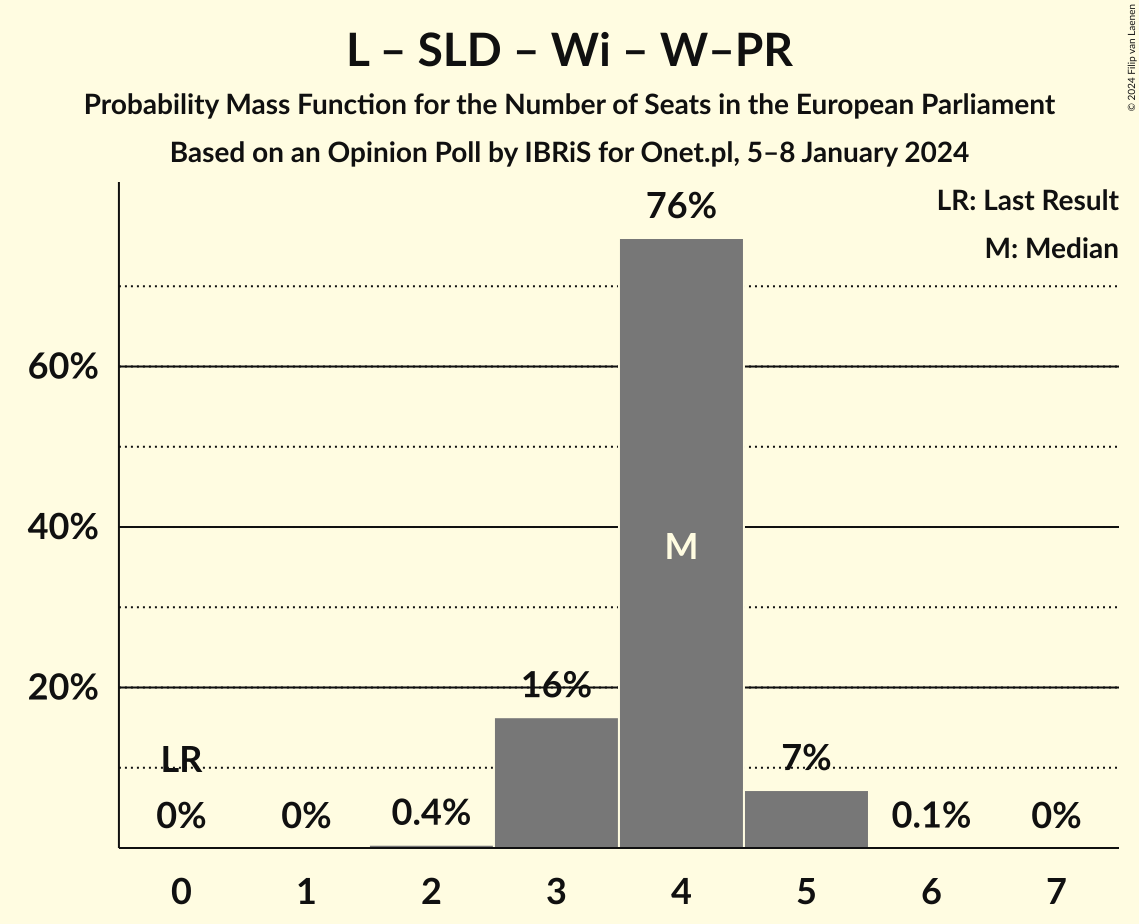 L – SLD – Wi – W–PR
Probability Mass Function for the Number of Seats in the European Parliament
Based on an Opinion Poll by IBRiS for Onet.pl, 5–8 January 2024
© 2024 Filip van Laenen
LR: Last Result
M: Median
76%
60%
40%
M
20%
16%
LR
7%
0% 0% 0.4% 0.1% 0%
0 1 2 3 4 5 6 7